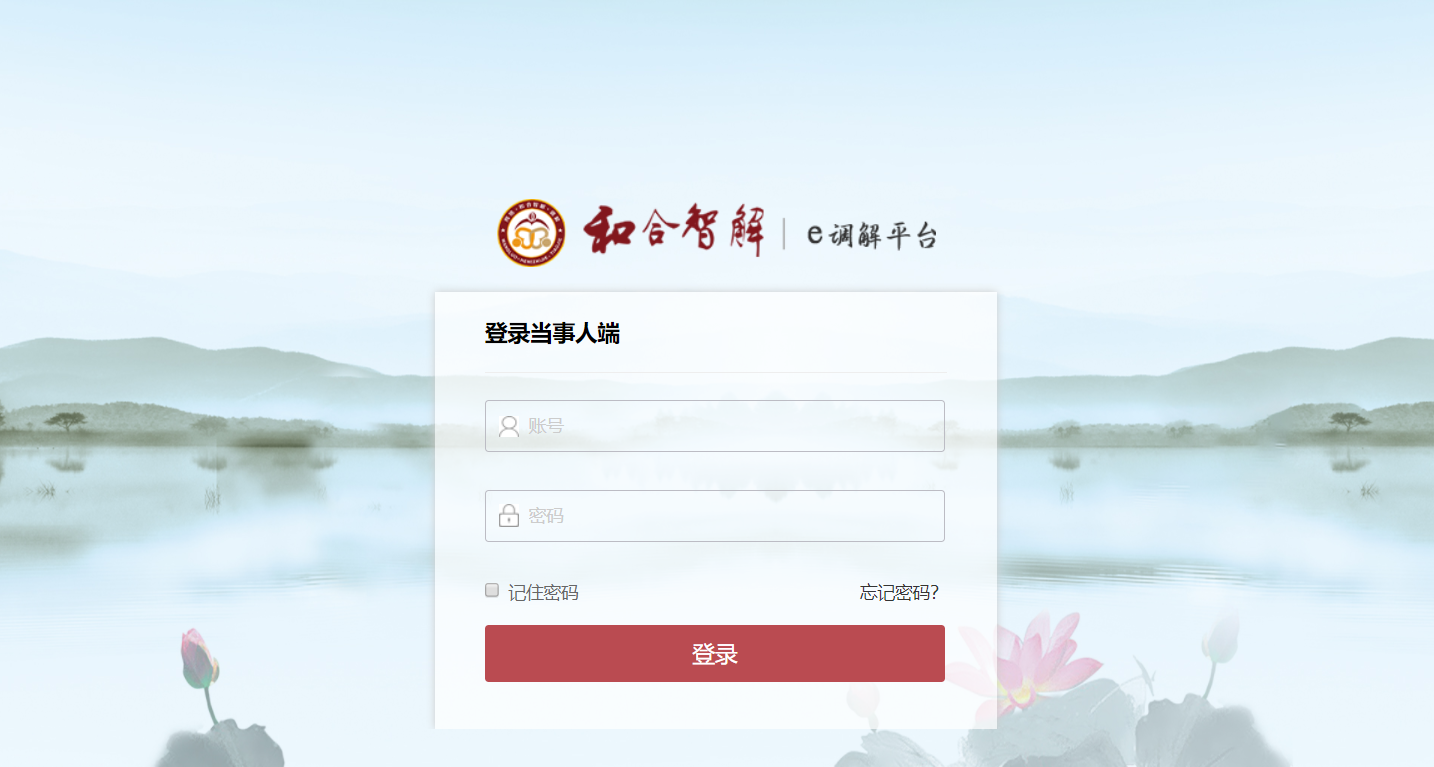 和合智解 | e调解平台
登录当事人端
账号
密码
记住密码 忘记密码?
登录